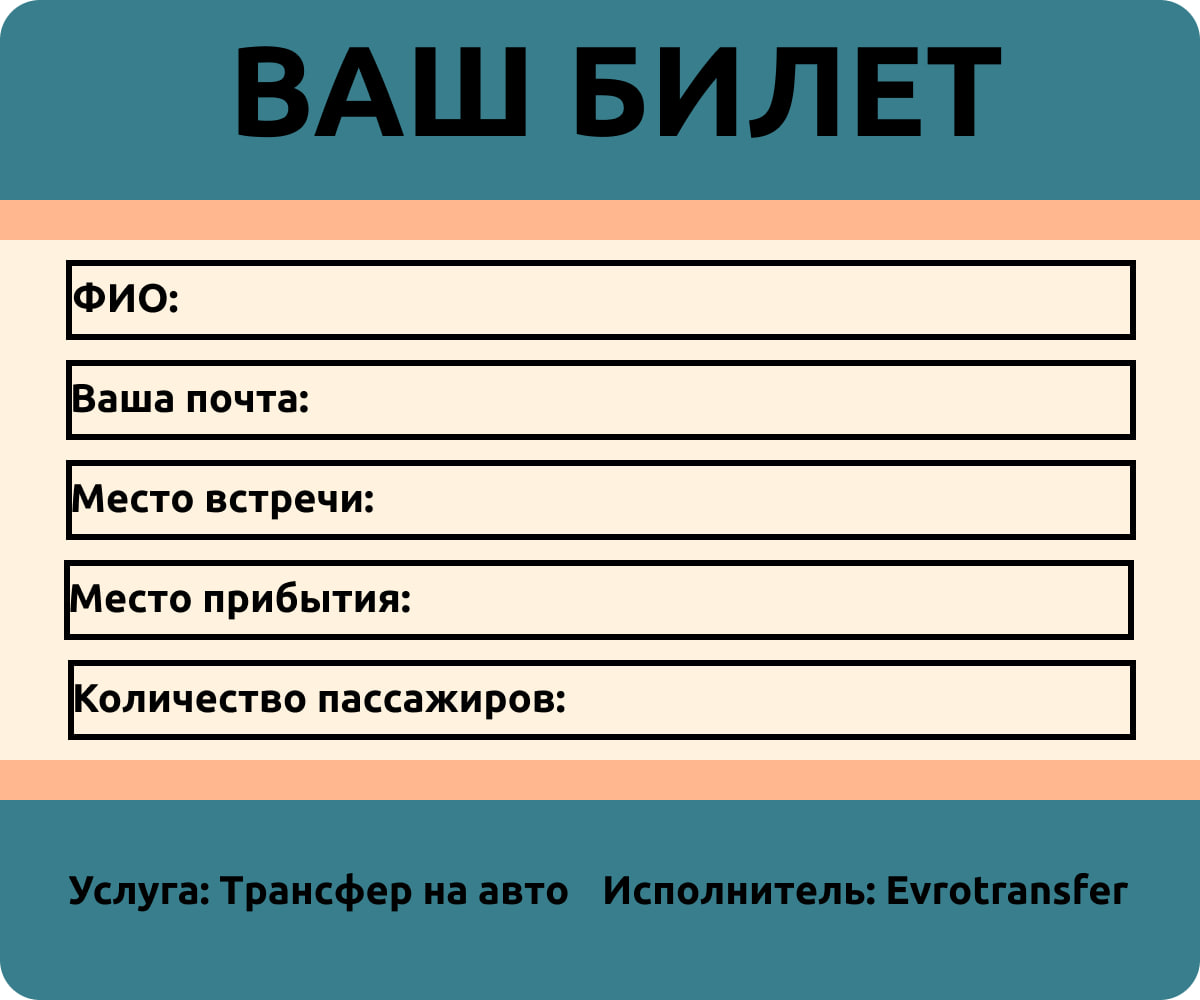 ВАШ БИЛЕТ
ФИО:
Ваша почта:
Место встречи:
Место прибытия:
Количество пассажиров:
Услуга: Трансфер на авто Исполнитель: Evrotransfer